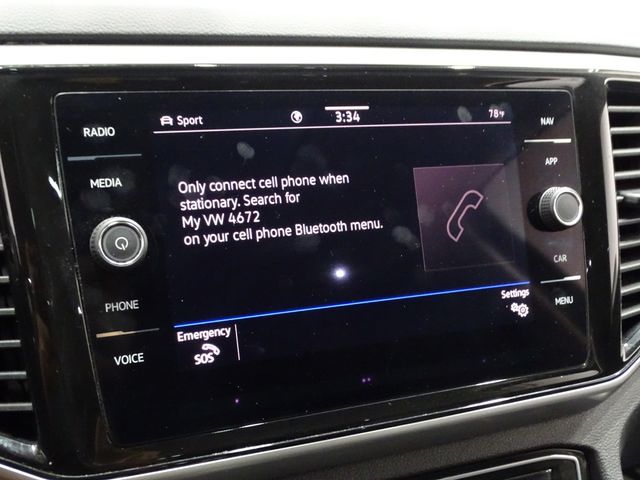 RADIO
MEDIA
PHONE
VOICE
Sport
3:34
78°F
Only connect cell phone when
stationary. Search for
My VW 4672
on your cell phone Bluetooth menu.
Settings
Emergency
SOS
NAV
APP
CAR
MENU